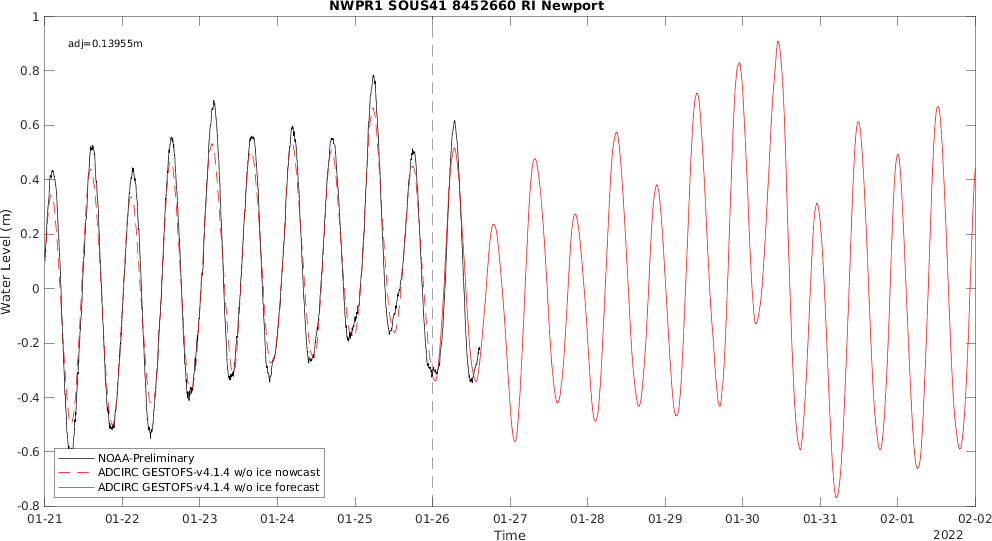 NWPR1 SOUS41 8452660 RI Newport
adj=0.13955m
1
0.8
0.6
0.4
0.2
0
-0.2
-0.4
-0.6
-0.8
Water Level (m)
NOAA-Preliminary
ADCIRC GESTOFS-v4.1.4 w/o ice nowcast
ADCIRC GESTOFS-v4.1.4 w/o ice forecast
01-21 01-22 01-23 01-24 01-25 01-26 01-27 01-28 01-29 01-30 01-31 02-01 02-02
Time
2022